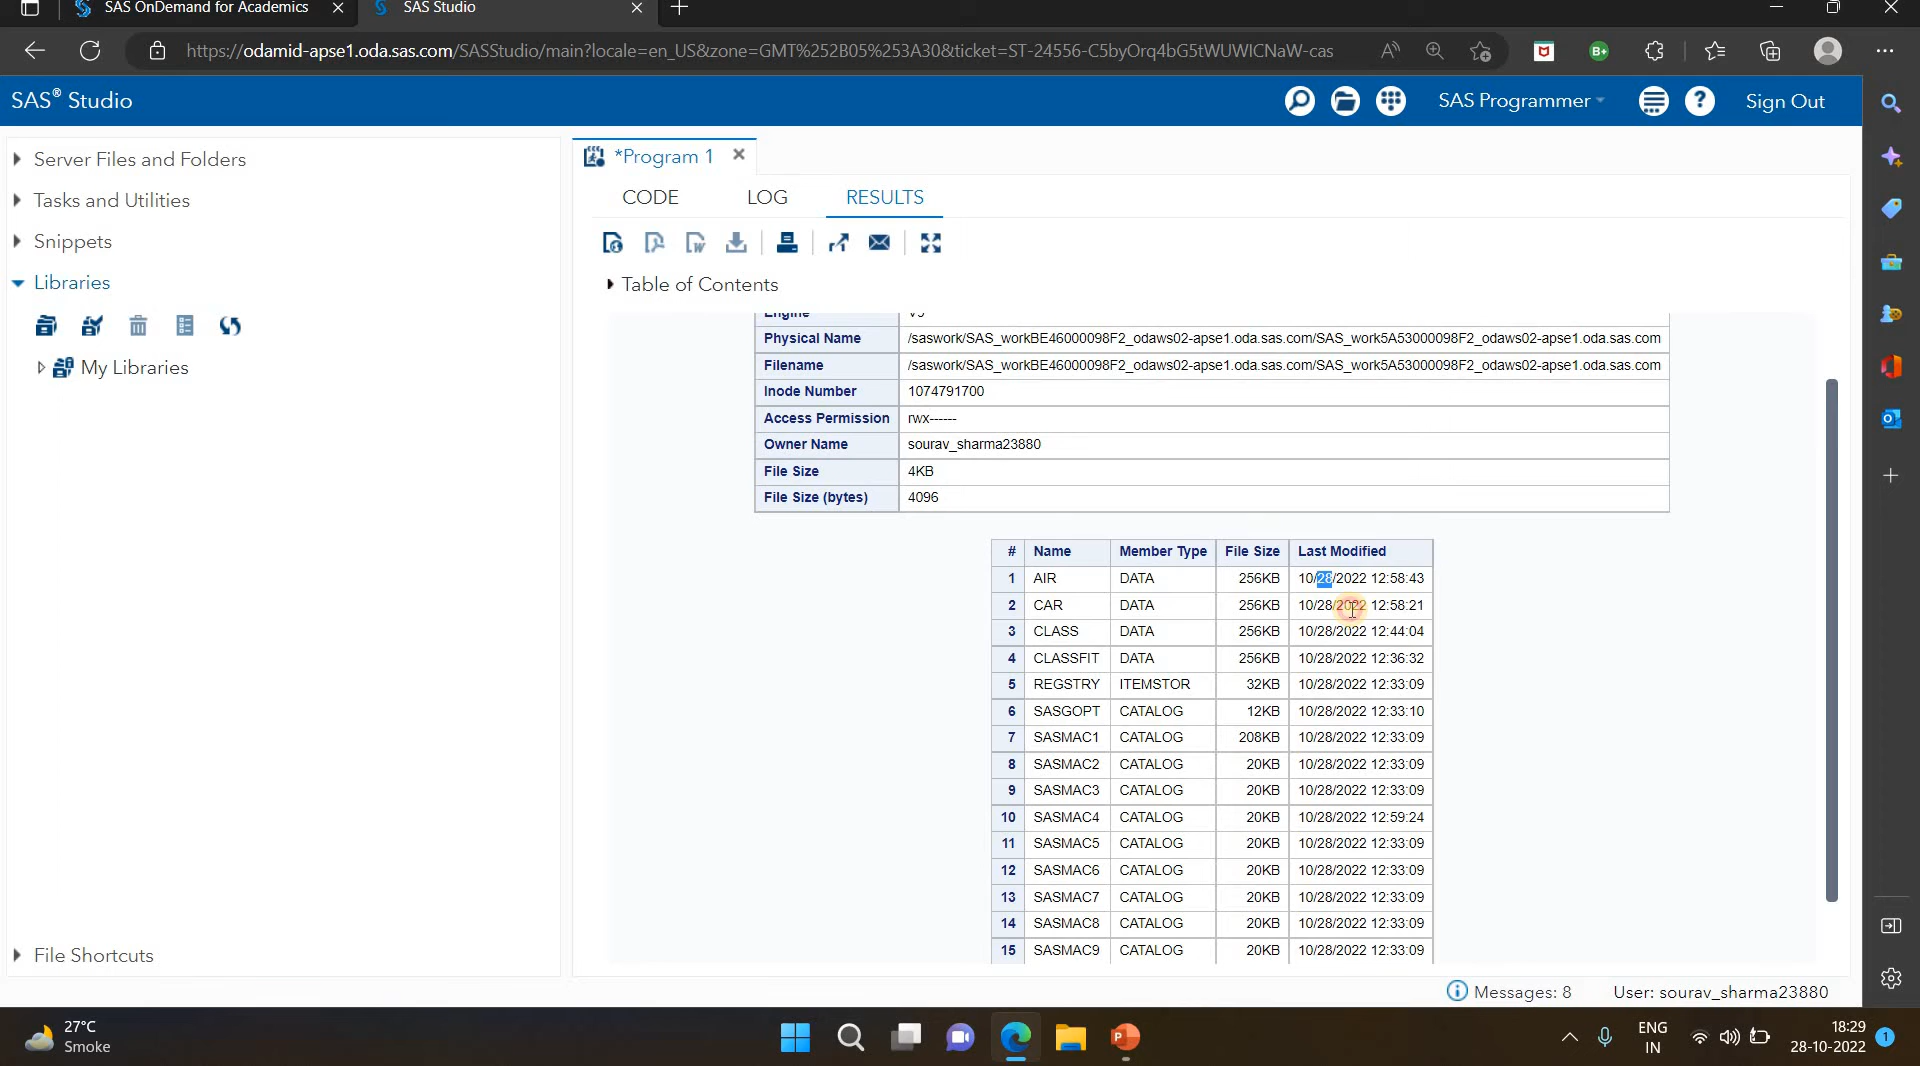 SAS OnDemand for Academics
SAS Studio
https://odamid-apse1.oda.sas.com/SASStudio/main?locale=en_US&zone=GMT%252B05%253A30&ticket=ST-24556-C5byOrq4bG5tWUWICNaW-cas
SAS® Studio
SAS Programmer
Sign Out
Server Files and Folders
Tasks and Utilities
Snippets
Libraries
My Libraries
File Shortcuts
*Program 1
CODE LOG RESULTS
Table of Contents
Engine V9
Physical Name /saswork/SAS_workBE46000098F2_odaws02-apse1.oda.sas.com/SAS_work5A53000098F2_odaws02-apse1.oda.sas.com
Filename /saswork/SAS_workBE46000098F2_odaws02-apse1.oda.sas.com/SAS_work5A53000098F2_odaws02-apse1.oda.sas.com
Inode Number 1074791700
Access Permission rwx------
Owner Name sourav_sharma23880
File Size 4KB
File Size (bytes) 4096
# Name Member Type File Size Last Modified
1 AIR DATA 256KB 10/28/2022 12:58:43
2 CAR DATA 256KB 10/28/2022 12:58:21
3 CLASS DATA 256KB 10/28/2022 12:44:04
4 CLASSFIT DATA 256KB 10/28/2022 12:36:32
5 REGSTRY ITEMSTOR 32KB 10/28/2022 12:33:09
6 SASGOPT CATALOG 12KB 10/28/2022 12:33:10
7 SASMAC1 CATALOG 208KB 10/28/2022 12:33:09
8 SASMAC2 CATALOG 20KB 10/28/2022 12:33:09
9 SASMAC3 CATALOG 20KB 10/28/2022 12:33:09
10 SASMAC4 CATALOG 20KB 10/28/2022 12:59:24
11 SASMAC5 CATALOG 20KB 10/28/2022 12:33:09
12 SASMAC6 CATALOG 20KB 10/28/2022 12:33:09
13 SASMAC7 CATALOG 20KB 10/28/2022 12:33:09
14 SASMAC8 CATALOG 20KB 10/28/2022 12:33:09
15 SASMAC9 CATALOG 20KB 10/28/2022 12:33:09
Messages: 8 User: sourav_sharma23880
27°C
Smoke
ENG
IN
18:29
28-10-2022
1